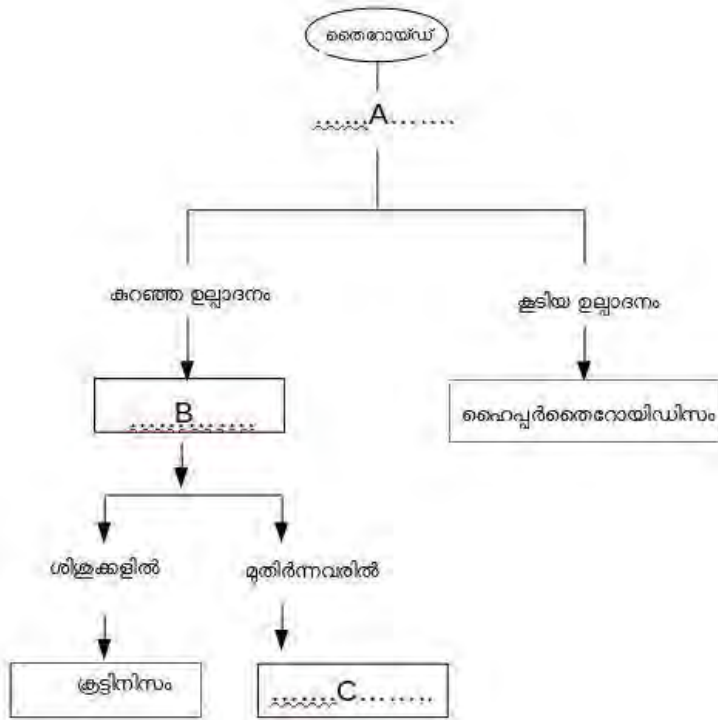 തൈറോയ്ഡ്
......A........
കുറഞ്ഞ ഉല്പാദനം
കൂടിയ ഉല്പാദനം
B
..............
ഹൈപ്പർതൈറോയിഡിസം
ശിശുക്കളിൽ
മുതിർന്നവരിൽ
ക്രട്ടിനിസം
.......C........